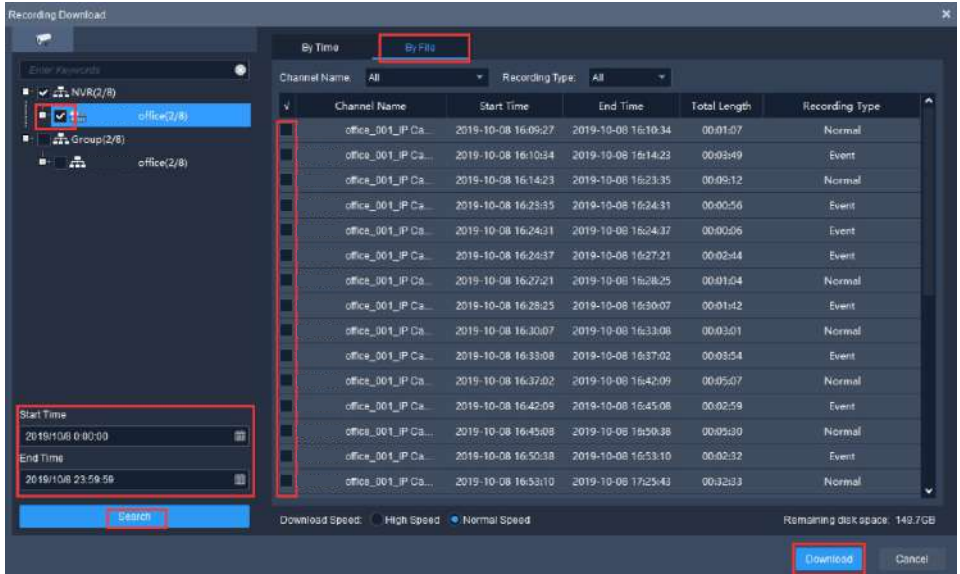 Recording Download
Enter Keywords
NVR(2/8)
office(2/8)
Group(2/8)
office(2/8)
Start Time
2019/10/8 0:00:00
End Time
2019/10/8 23:59:59
Search
By Time By File
Channel Name: All Recording Type: All
√ Channel Name Start Time End Time Total Length Recording Type
office_001_IP Ca... 2019-10-08 16:09:27 2019-10-08 16:10:34 00:01:07 Normal
office_001_IP Ca... 2019-10-08 16:10:34 2019-10-08 16:14:23 00:03:49 Event
office_001_IP Ca... 2019-10-08 16:14:23 2019-10-08 16:23:35 00:09:12 Normal
office_001_IP Ca... 2019-10-08 16:23:35 2019-10-08 16:24:31 00:00:56 Event
office_001_IP Ca... 2019-10-08 16:24:31 2019-10-08 16:24:37 00:00:06 Event
office_001_IP Ca... 2019-10-08 16:24:37 2019-10-08 16:27:21 00:02:44 Event
office_001_IP Ca... 2019-10-08 16:27:21 2019-10-08 16:28:25 00:01:04 Normal
office_001_IP Ca... 2019-10-08 16:28:25 2019-10-08 16:30:07 00:01:42 Event
office_001_IP Ca... 2019-10-08 16:30:07 2019-10-08 16:33:08 00:03:01 Normal
office_001_IP Ca... 2019-10-08 16:33:08 2019-10-08 16:37:02 00:03:54 Event
office_001_IP Ca... 2019-10-08 16:37:02 2019-10-08 16:42:09 00:05:07 Normal
office_001_IP Ca... 2019-10-08 16:42:09 2019-10-08 16:45:08 00:02:59 Event
office_001_IP Ca... 2019-10-08 16:45:08 2019-10-08 16:50:38 00:05:30 Normal
office_001_IP Ca... 2019-10-08 16:50:38 2019-10-08 16:53:10 00:02:32 Event
office_001_IP Ca... 2019-10-08 16:53:10 2019-10-08 17:25:43 00:32:33 Normal
Download Speed: High Speed Normal Speed Remaining disk space: 149.7GB
Download Cancel